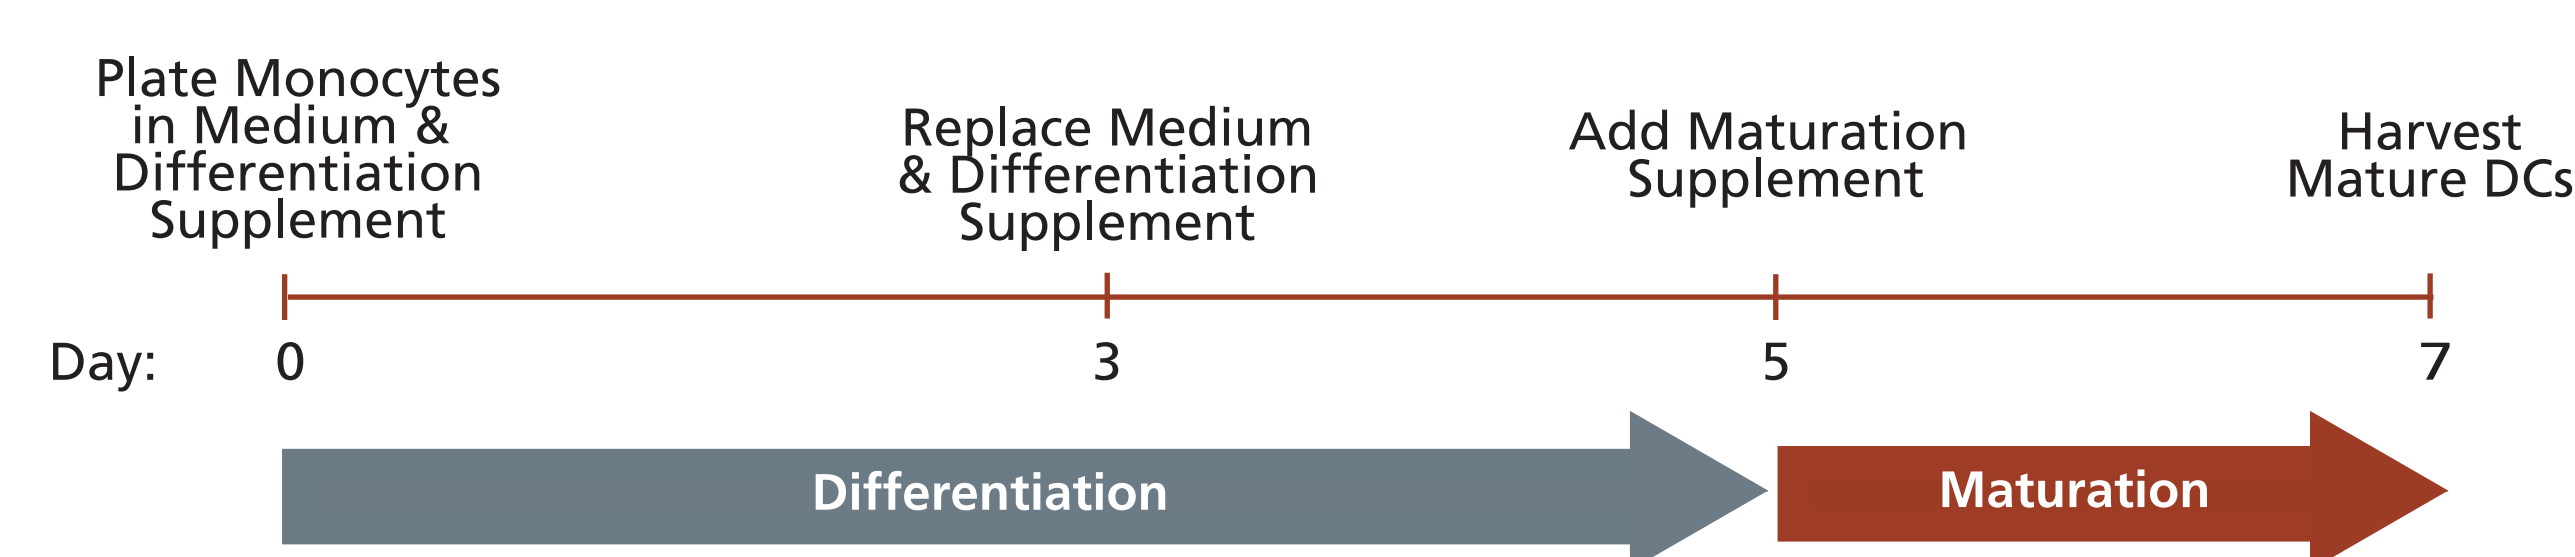 Plate Monocytes
in Medium &
Differentiation
Supplement
Replace Medium
& Differentiation
Supplement
Add Maturation
Supplement
Harvest
Mature DCs
Day: 0 3 5 7
Differentiation
Maturation